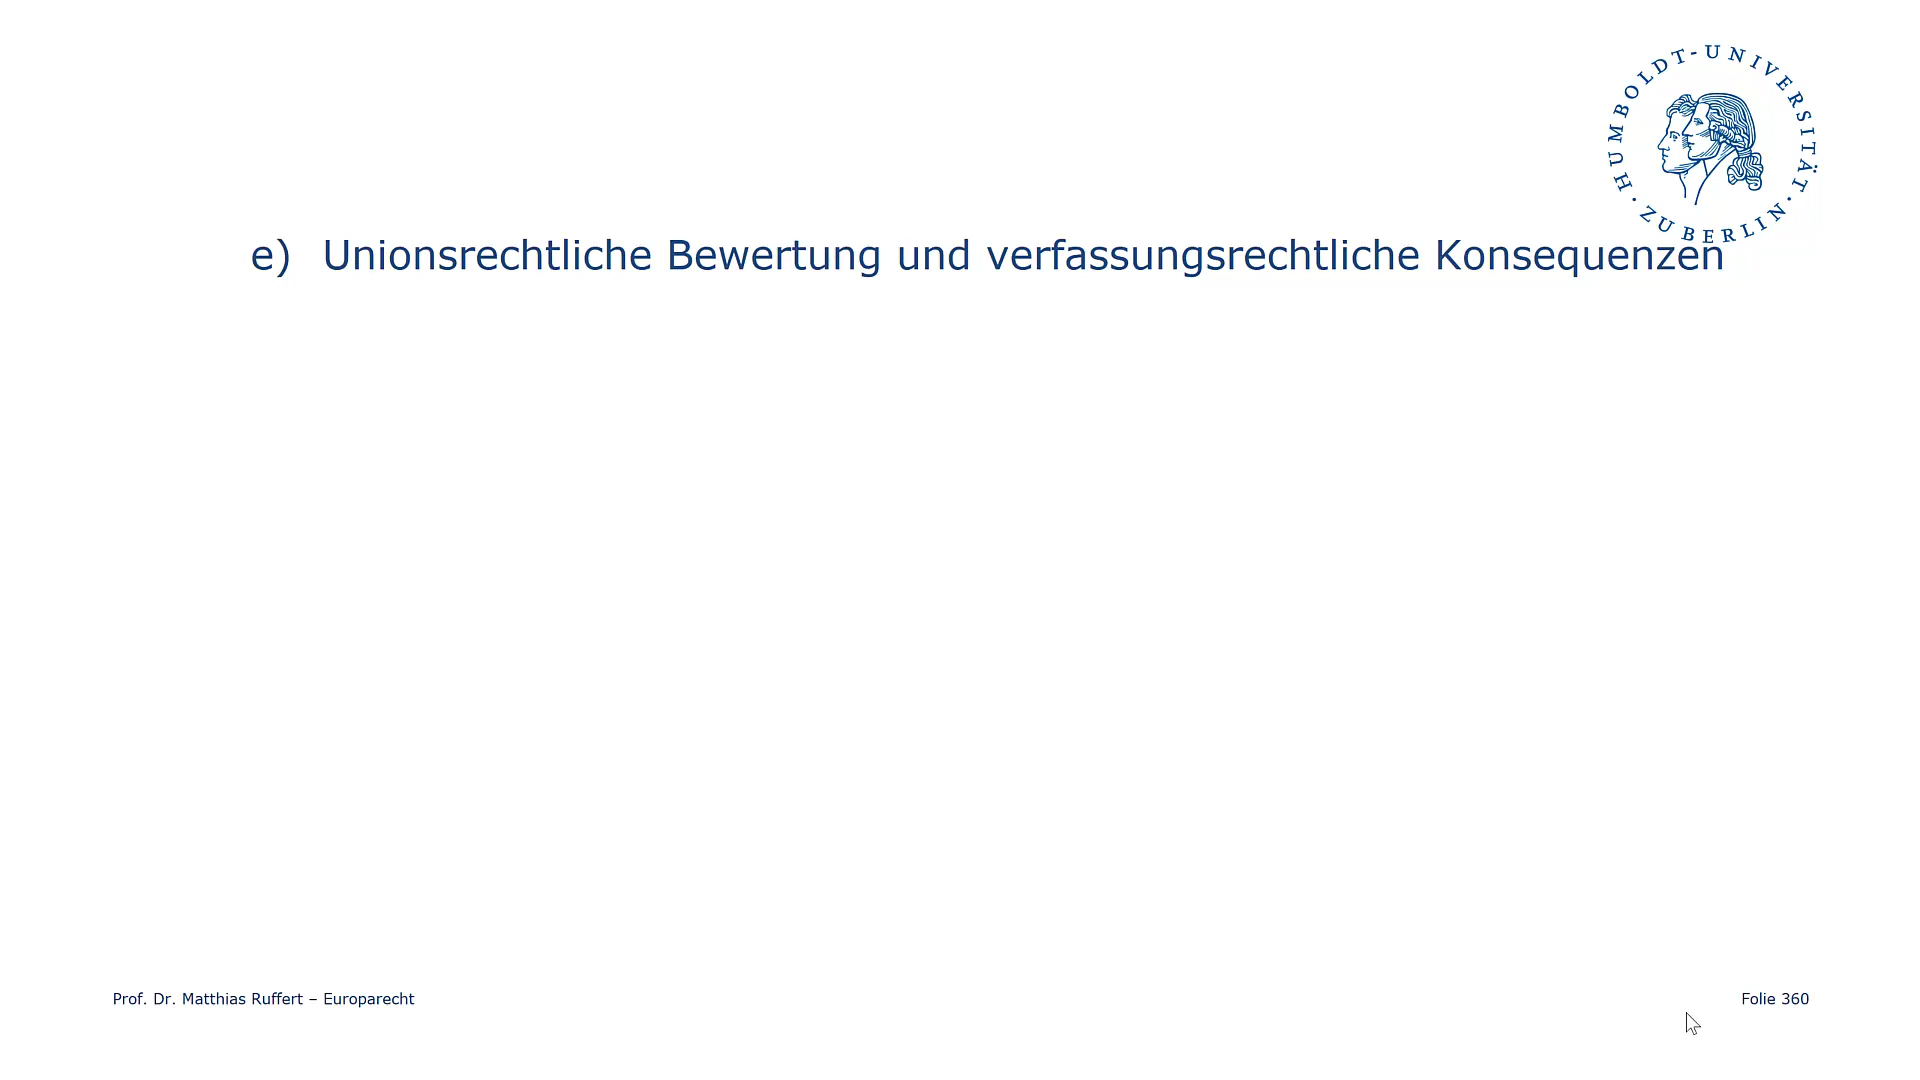 HUMBOLDT-UNIVERSITÄT · ZU BERLIN ·
e) Unionsrechtliche Bewertung und verfassungsrechtliche Konsequenzen
Prof. Dr. Matthias Ruffert – Europarecht
Folie 360